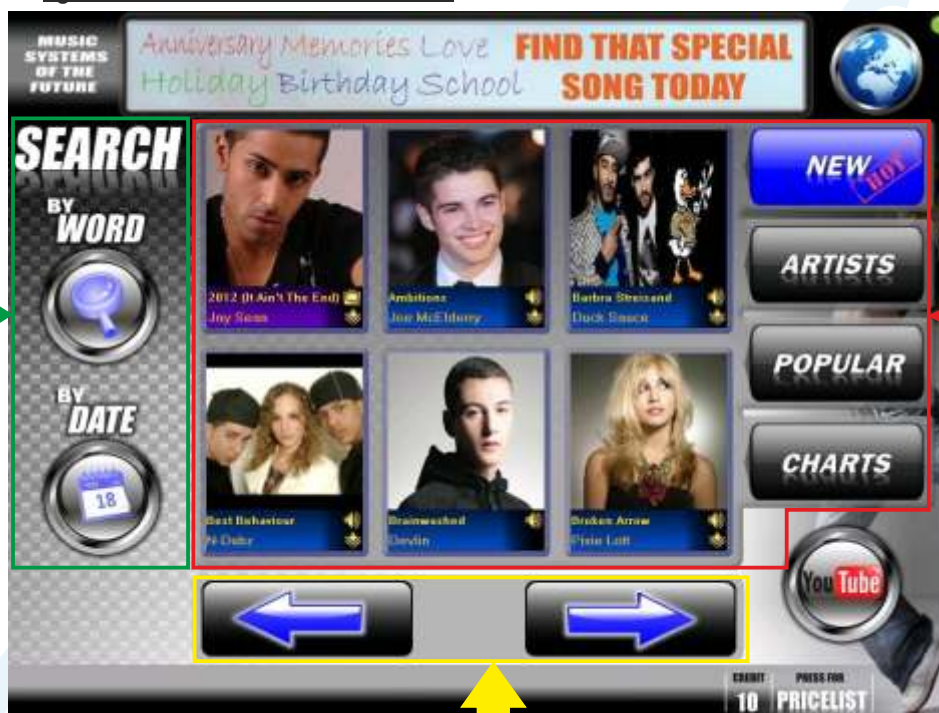 MUSIC
SYSTEMS
OF THE
FUTURE
Anniversary Memories Love
Holiday Birthday School
FIND THAT SPECIAL
SONG TODAY
SEARCH
BY
WORD
BY
DATE
18
2012 (It Ain't The End)
Jay Sean
Ambitions
Joe McElderry
Barbra Streisand
Duck Sauce
Best Behaviour
N-Dubz
Brainwashed
Devlin
Broken Arrow
Pixie Lott
NEW
HOT
ARTISTS
POPULAR
CHARTS
YouTube
CREDIT
10
PRESS FOR
PRICELIST